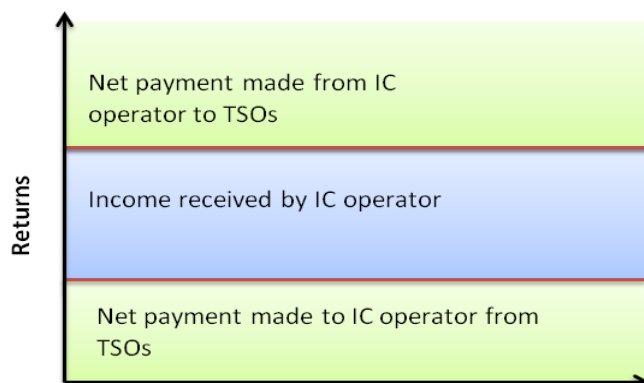 Net payment made from IC
operator to TSOs
Returns
Income received by IC operator
Net payment made to IC operator from
TSOs